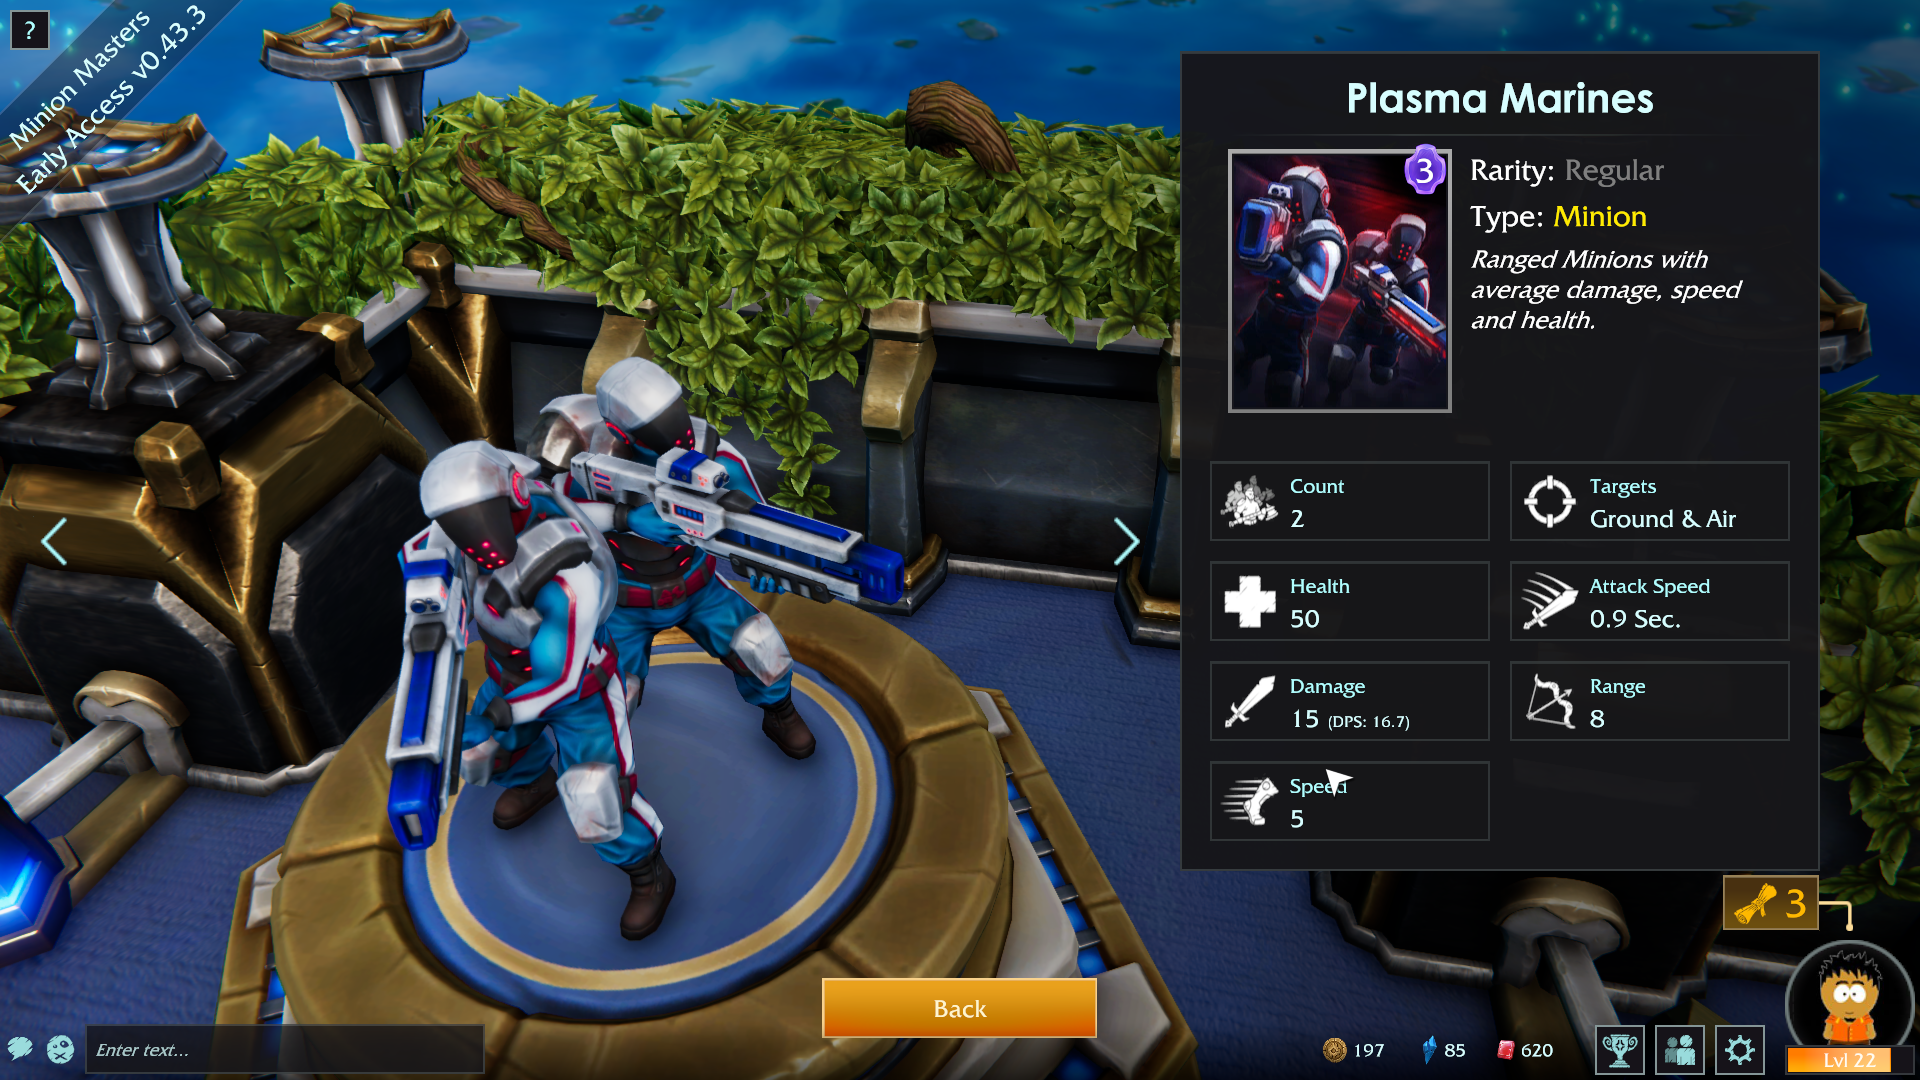 ?
Minion Masters
Early Access v0.43.3
Plasma Marines
3
Rarity: Regular
Type: Minion
Ranged Minions with
average damage, speed
and health.
Count
2
Targets
Ground & Air
Health
50
Attack Speed
0.9 Sec.
Damage
15 (DPS: 16.7)
Range
8
Speed
5
3
Back
Enter text...
197
85
620
Lvl 22